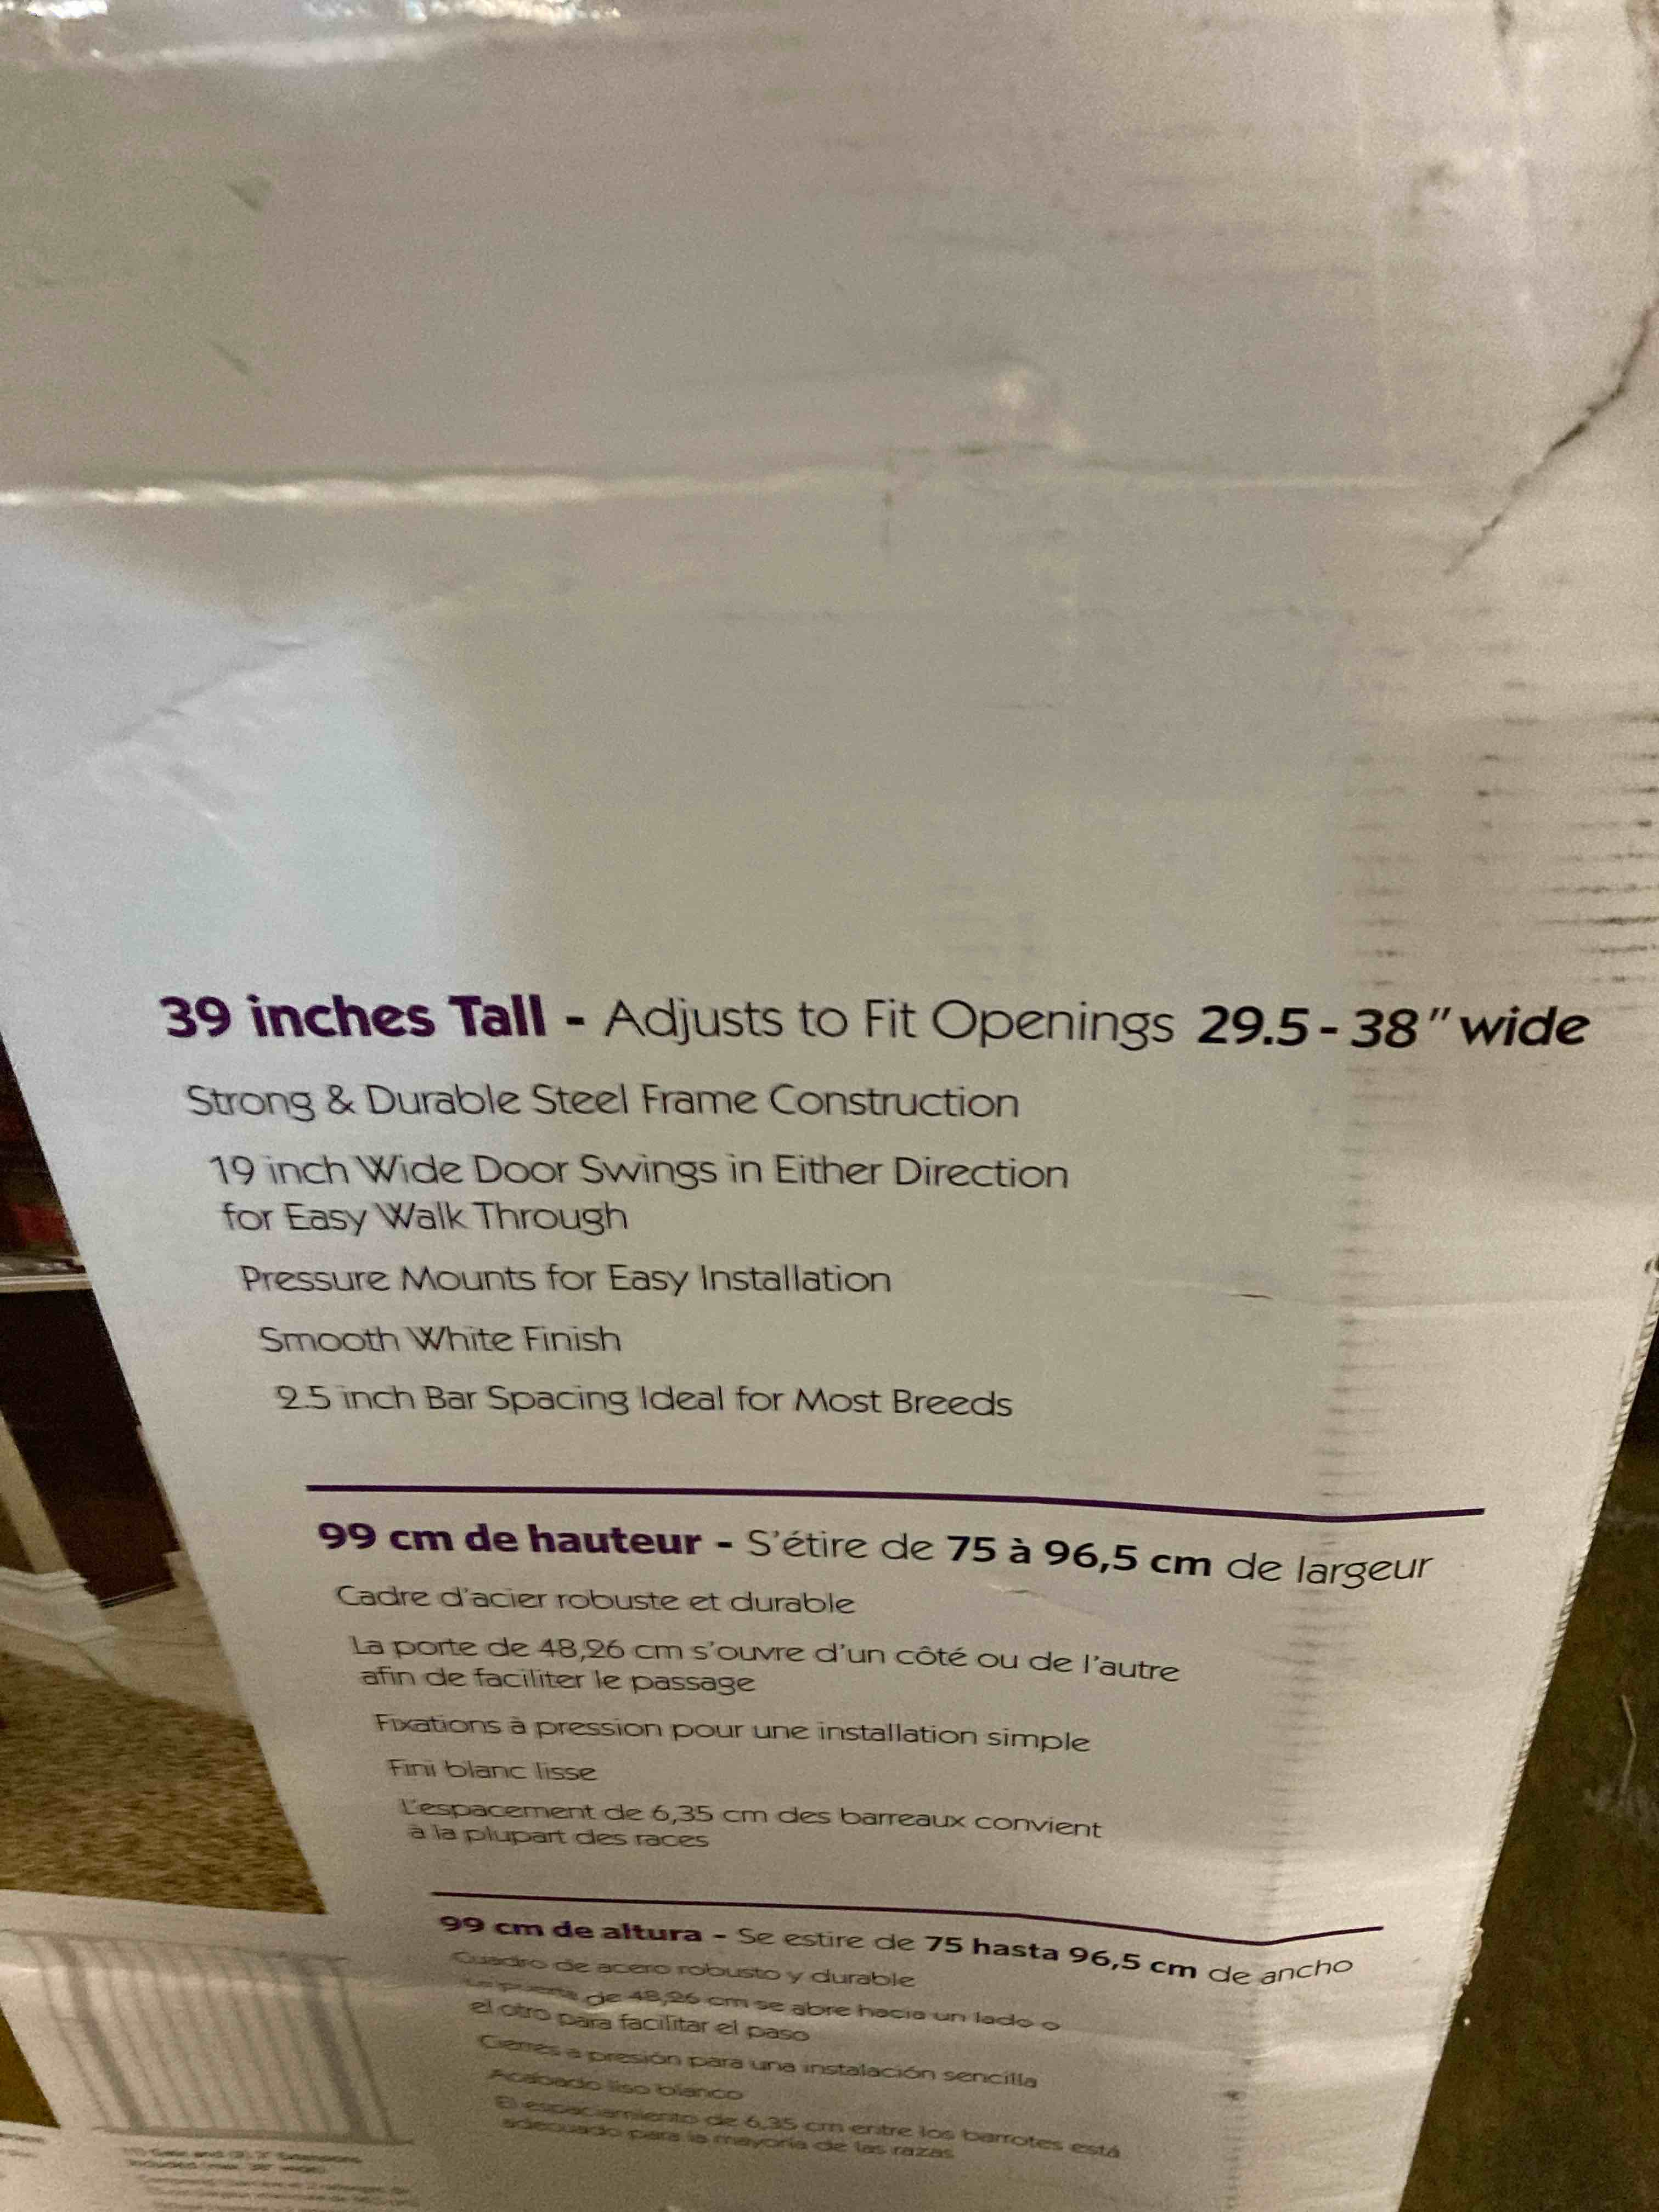 39 inches Tall - Adjusts to Fit Openings 29.5 - 38" wide
Strong & Durable Steel Frame Construction
19 inch Wide Door Swings in Either Direction
for Easy Walk Through
Pressure Mounts for Easy Installation
Smooth White Finish
2.5 inch Bar Spacing Ideal for Most Breeds
99 cm de hauteur - S'étire de 75 à 96,5 cm de largeur
Cadre d'acier robuste et durable
La porte de 48,26 cm s'ouvre d'un côté ou de l'autre
afin de faciliter le passage
Fixations à pression pour une installation simple
Fini blanc lisse
L'espacement de 6,35 cm des barreaux convient
à la plupart des races
99 cm de altura - Se estire de 75 hasta 96,5 cm de ancho
Cuadro de acero robusto y durable
La puerta de 48,26 cm se abre hacia un lado o
el otro para facilitar el paso
Cierres a presión para una instalación sencilla
Acabado liso blanco
El espaciamiento de 6,35 cm entre los barrotes está
adecuado para la mayoría de las razas